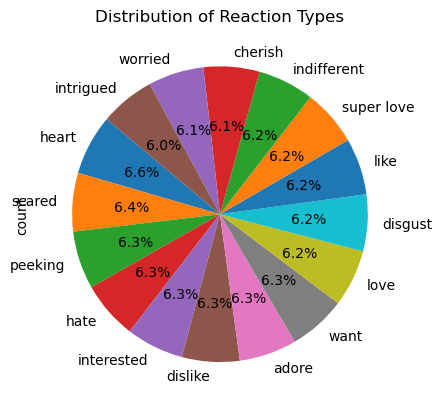 Distribution of Reaction Types
cherish
worried
indifferent
intrigued
super love
6.1%
6.1%
6.2%
6.0%
6.2%
heart
like
6.6%
6.2%
scared
count
6.4%
6.2%
disgust
6.3%
6.2%
peeking
6.3%
6.3%
love
6.3%
6.3%
6.3%
hate
want
interested
adore
dislike